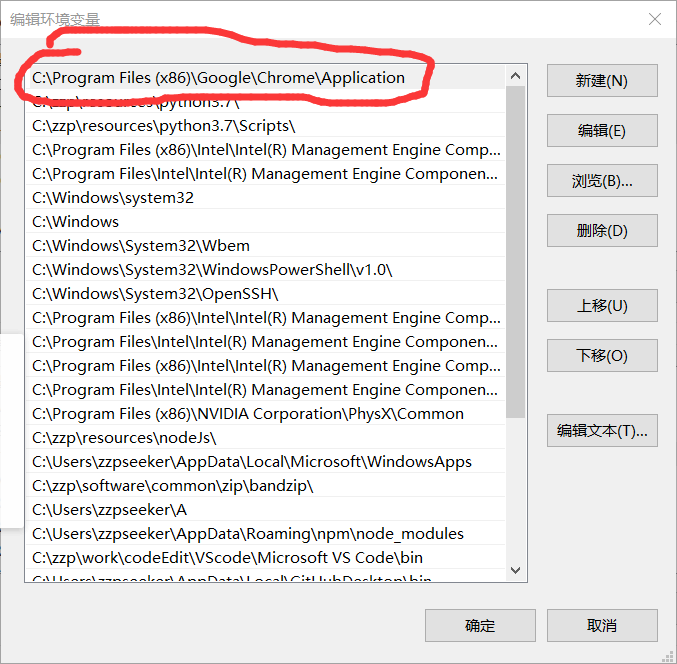 编辑环境变量
C:\Program Files (x86)\Google\Chrome\Application
C:\zzp\resources\python3.7\
C:\zzp\resources\python3.7\Scripts\
C:\Program Files (x86)\Intel\Intel(R) Management Engine Comp...
C:\Program Files\Intel\Intel(R) Management Engine Componen...
C:\Windows\system32
C:\Windows
C:\Windows\System32\Wbem
C:\Windows\System32\WindowsPowerShell\v1.0\
C:\Windows\System32\OpenSSH\
C:\Program Files (x86)\Intel\Intel(R) Management Engine Comp...
C:\Program Files\Intel\Intel(R) Management Engine Componen...
C:\Program Files (x86)\Intel\Intel(R) Management Engine Comp...
C:\Program Files\Intel\Intel(R) Management Engine Componen...
C:\Program Files (x86)\NVIDIA Corporation\PhysX\Common
C:\zzp\resources\nodeJs\
C:\Users\zzpseeker\AppData\Local\Microsoft\WindowsApps
C:\zzp\software\common\zip\bandzip\
C:\Users\zzpseeker\A
C:\Users\zzpseeker\AppData\Roaming\npm\node_modules
C:\zzp\work\codeEdit\VScode\Microsoft VS Code\bin
C:\Users\zzpseeker\AppData\Local\GitHubDesktop\bin
新建(N)
编辑(E)
浏览(B)...
删除(D)
上移(U)
下移(O)
编辑文本(T)...
确定
取消